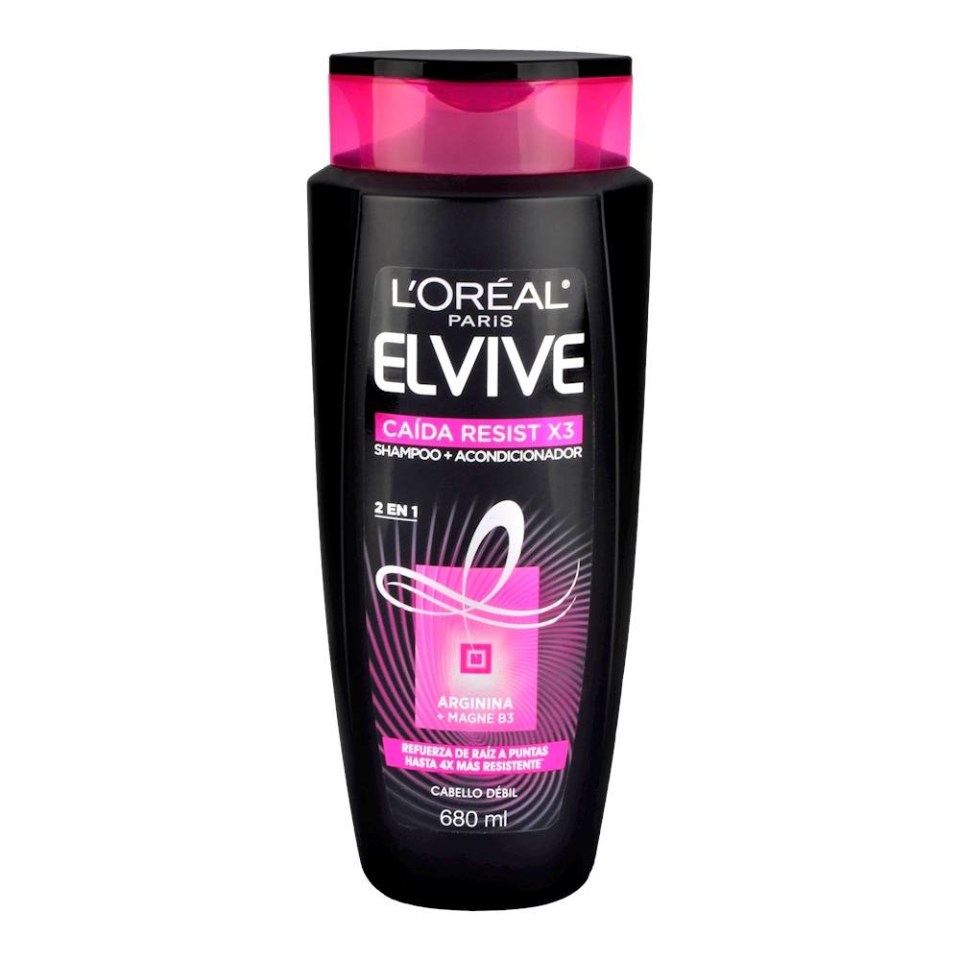 L'ORÉAL®
PARIS
ELVIVE
CAÍDA RESIST X3
SHAMPOO + ACONDICIONADOR
2 EN 1
ARGININA
+ MAGNE B3
REFUERZA DE RAÍZ A PUNTAS
HASTA 4X MÁS RESISTENTE*
CABELLO DÉBIL
680 ml